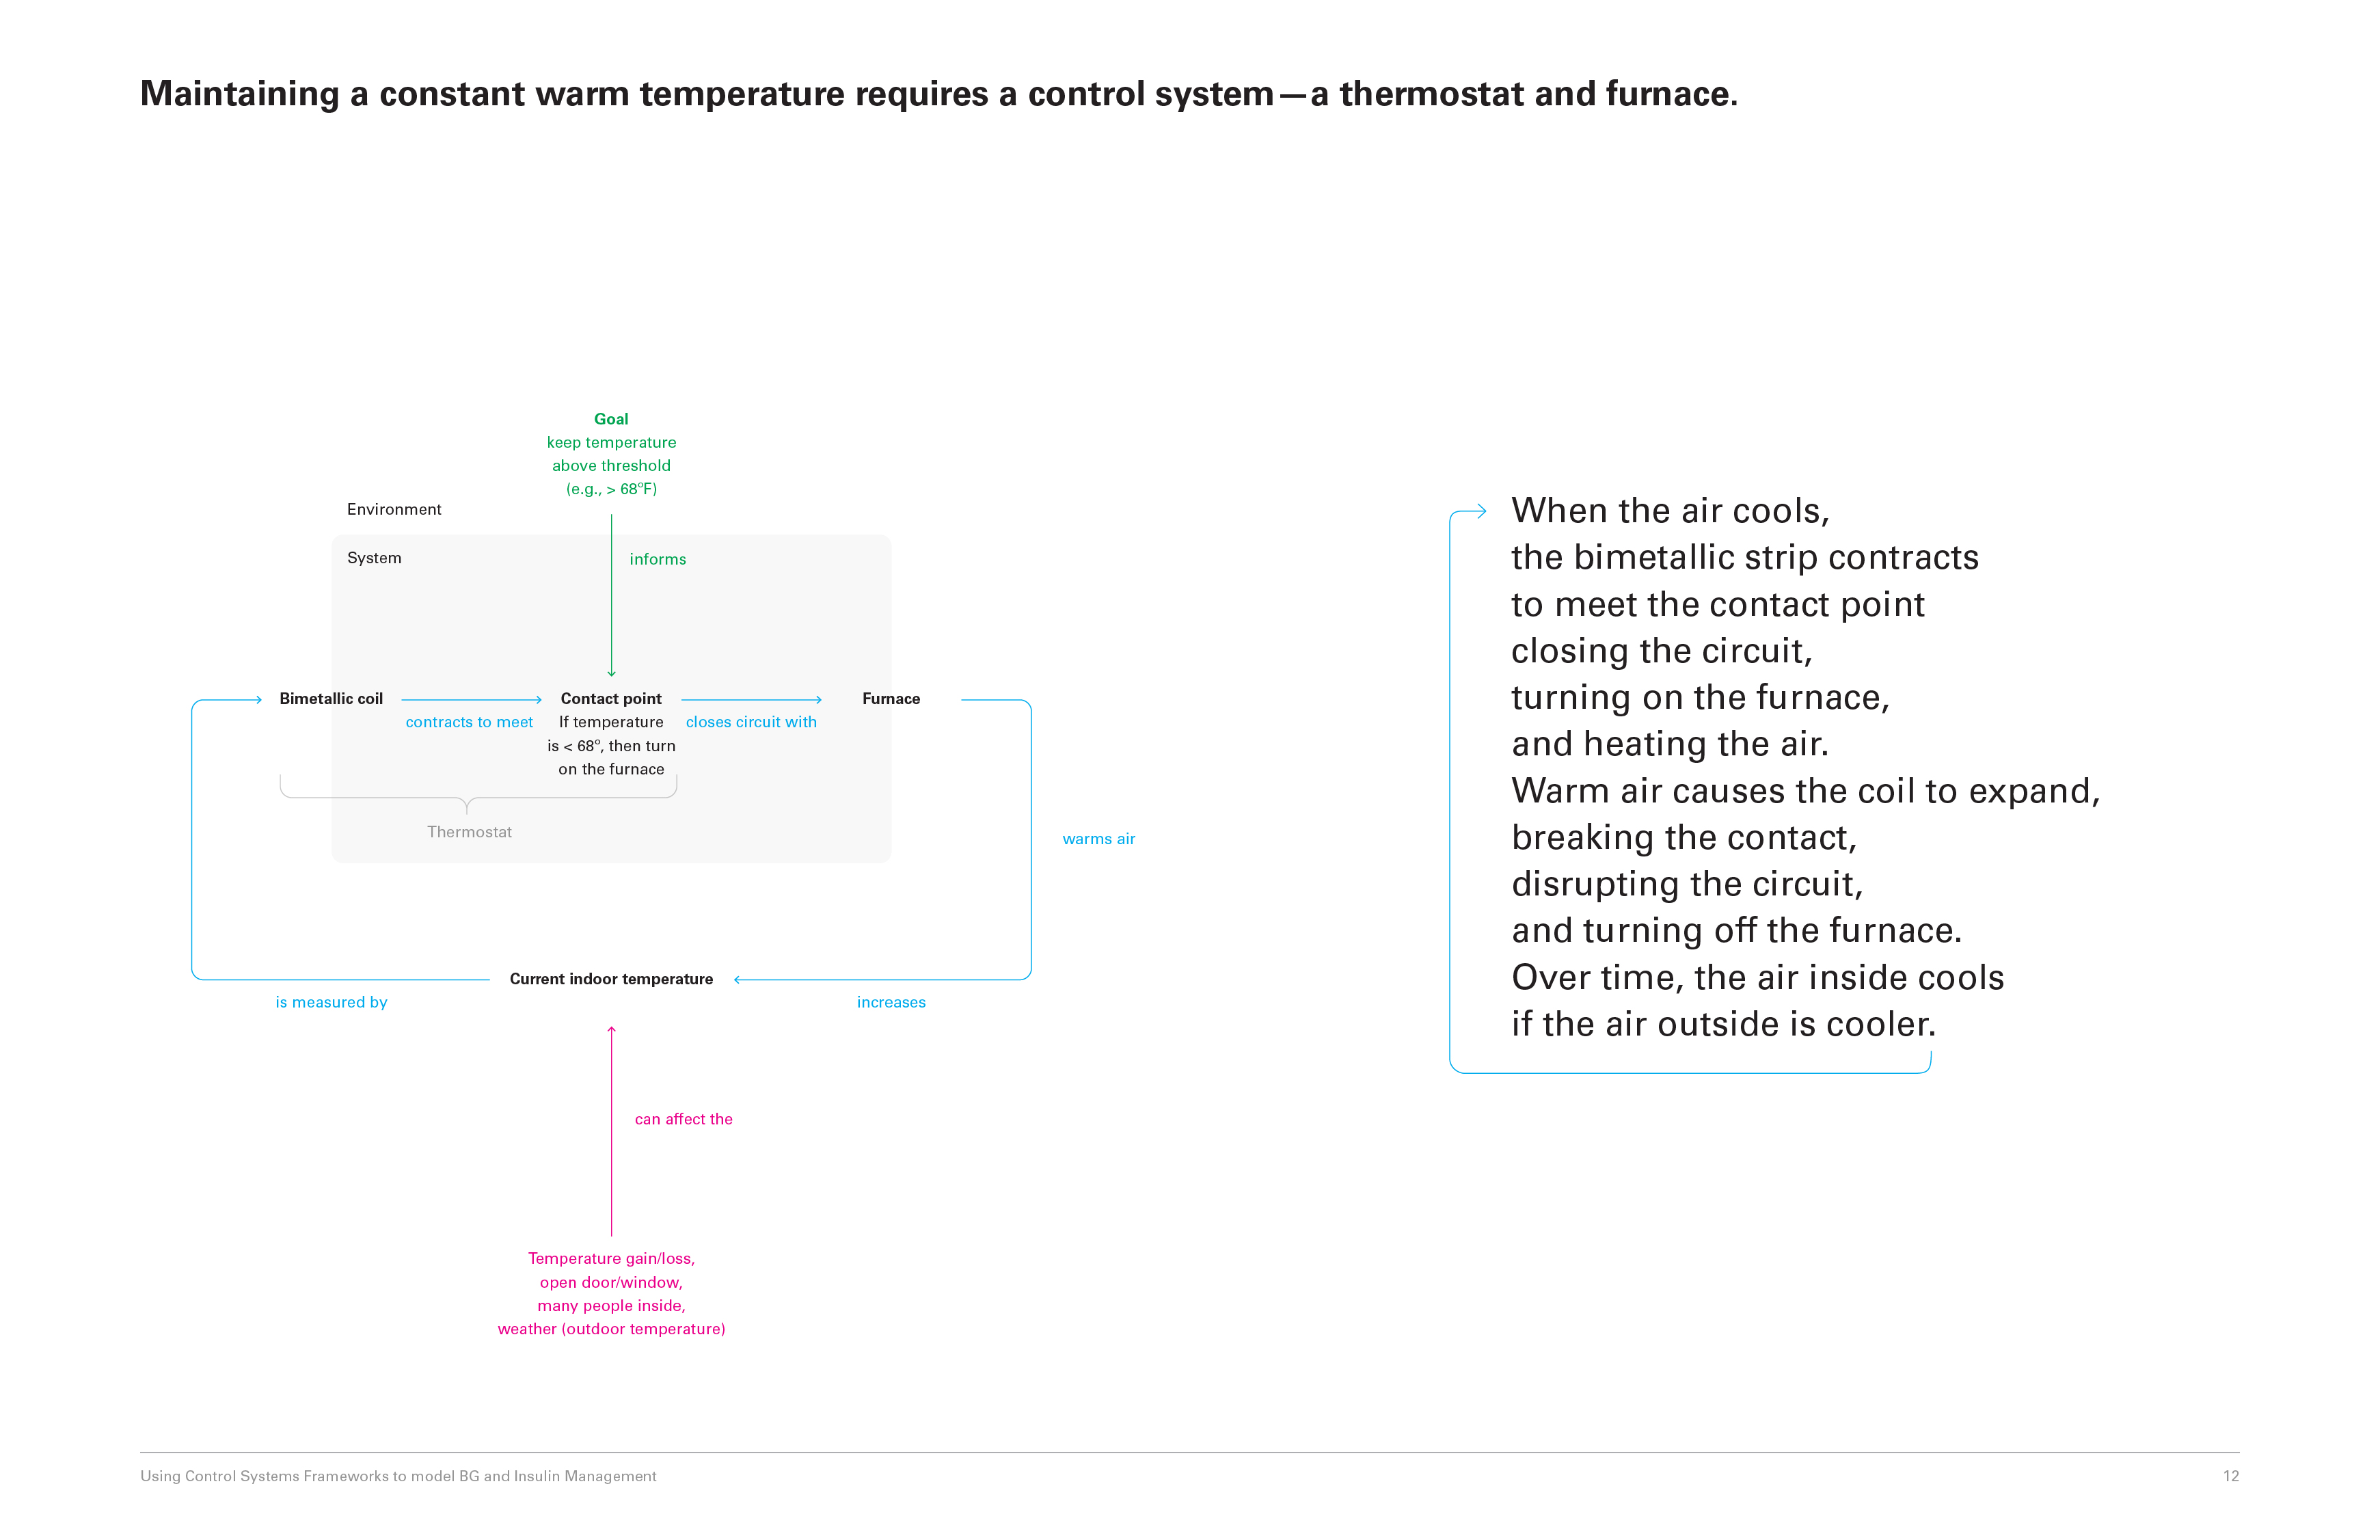 Maintaining a constant warm temperature requires a control system—a thermostat and furnace.
Goal
keep temperature
above threshold
(e.g., > 68ºF)
Environment
System
informs
Bimetallic coil
contracts to meet
Contact point
If temperature
is < 68º, then turn
on the furnace
closes circuit with
Furnace
Thermostat
warms air
Current indoor temperature
is measured by
increases
can affect the
Temperature gain/loss,
open door/window,
many people inside,
weather (outdoor temperature)
When the air cools,
the bimetallic strip contracts
to meet the contact point
closing the circuit,
turning on the furnace,
and heating the air.
Warm air causes the coil to expand,
breaking the contact,
disrupting the circuit,
and turning off the furnace.
Over time, the air inside cools
if the air outside is cooler.
Using Control Systems Frameworks to model BG and Insulin Management
12